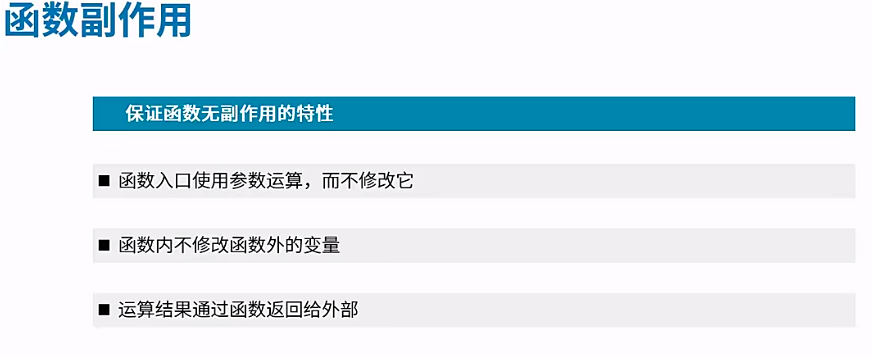 函数副作用
保证函数无副作用的特性
■ 函数入口使用参数运算，而不修改它
■ 函数内不修改函数外的变量
■ 运算结果通过函数返回给外部